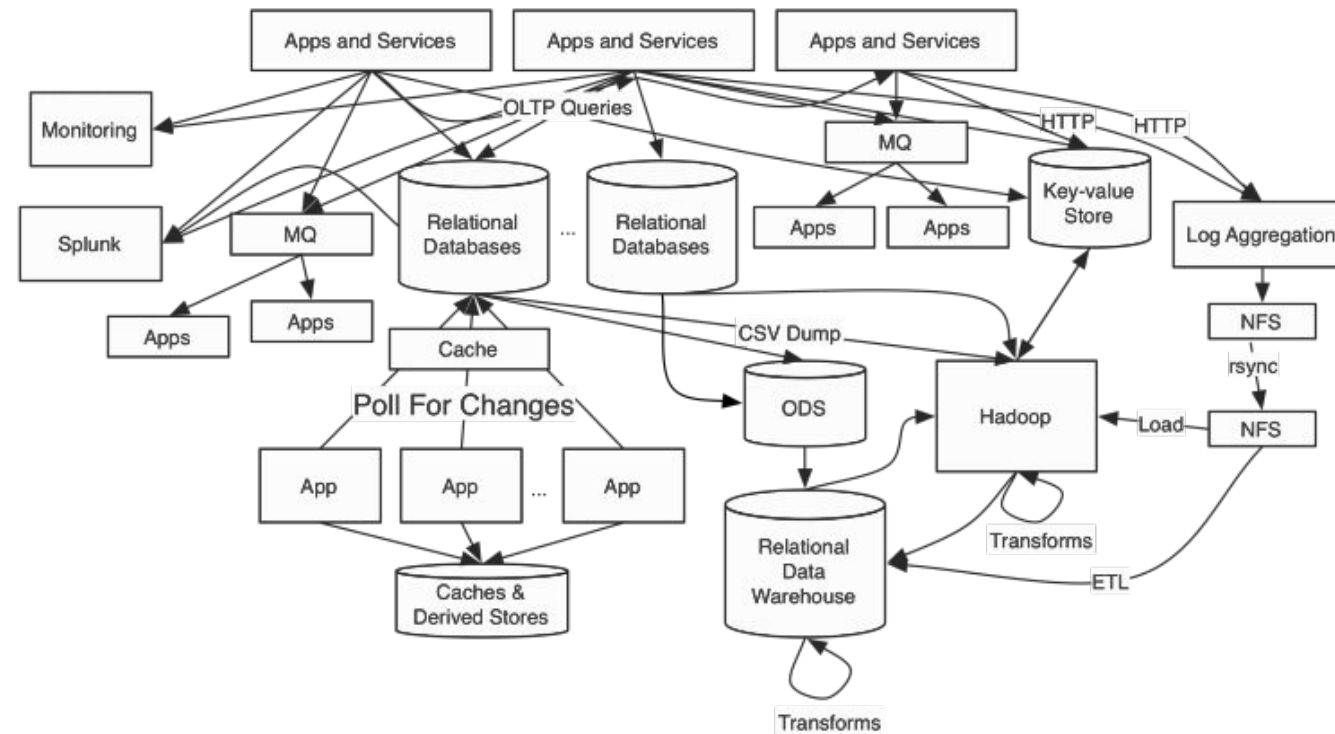 Apps and Services
Apps and Services
Apps and Services
Monitoring
OLTP Queries
HTTP
HTTP
MQ
Key-value
Store
Splunk
MQ
Relational
Databases
...
Relational
Databases
Apps
Apps
Log Aggregation
Apps
Apps
Cache
CSV Dump
NFS
rsync
Poll For Changes
ODS
Hadoop
Load
NFS
App
App
...
App
Transforms
Relational
Data
Warehouse
ETL
Caches &
Derived Stores
Transforms